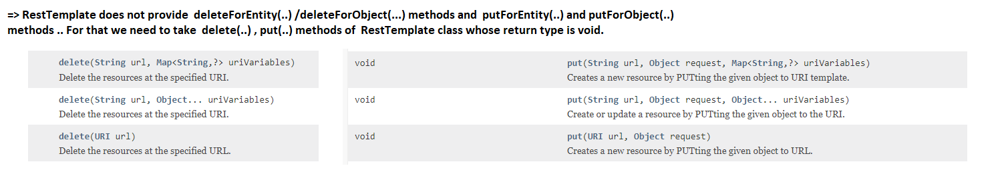 => RestTemplate does not provide deleteForEntity(..) /deleteForObject(...) methods and putForEntity(..) and putForObject(..)
methods .. For that we need to take delete(..) , put(..) methods of RestTemplate class whose return type is void.
delete(String url, Map<String,?> uriVariables)
Delete the resources at the specified URI.
delete(String url, Object... uriVariables)
Delete the resources at the specified URI.
delete(URI url)
Delete the resources at the specified URL.
void put(String url, Object request, Map<String,?> uriVariables)
Creates a new resource by PUTting the given object to URI template.
void put(String url, Object request, Object... uriVariables)
Create or update a resource by PUTting the given object to the URI.
void put(URI url, Object request)
Creates a new resource by PUTting the given object to URL.